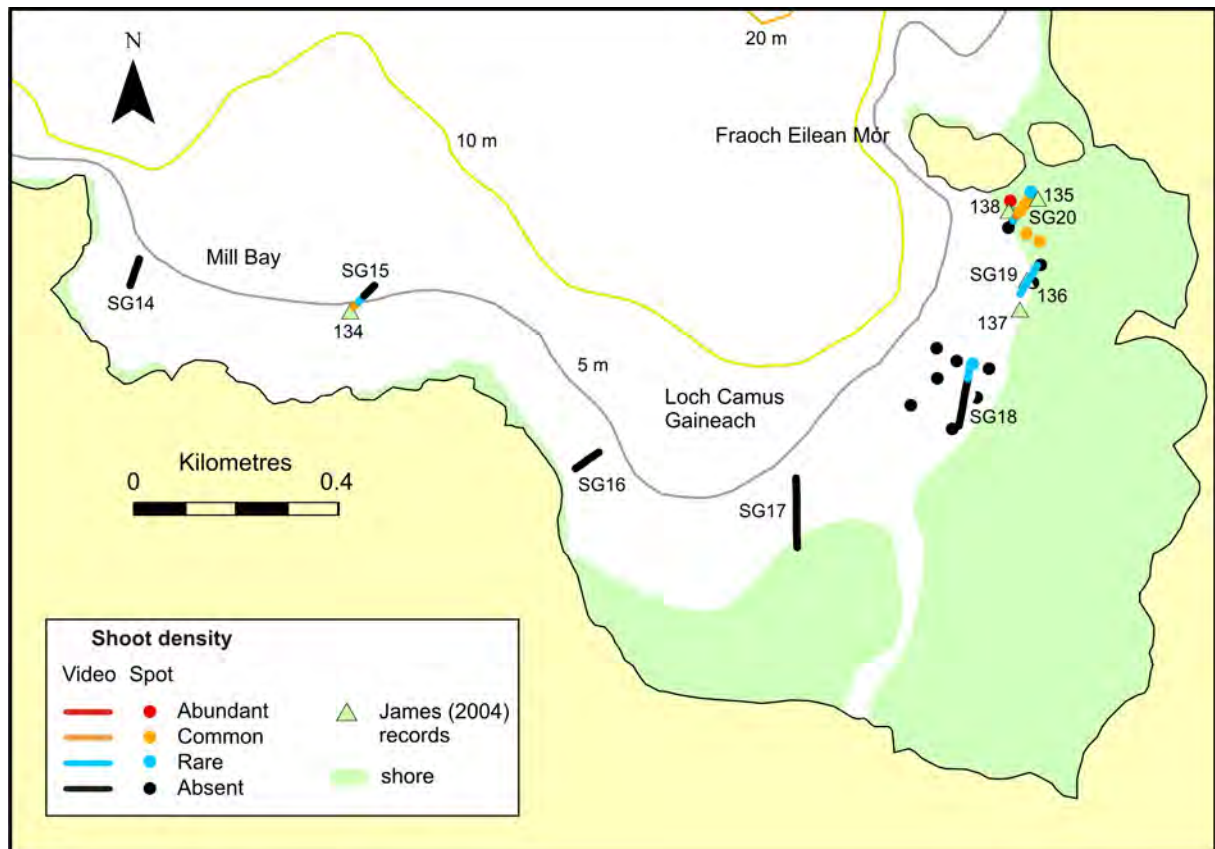 N
20 m
10 m
Fraoch Eilean Mór
138
135
SG20
Mill Bay
SG15
SG14
134
SG19
136
137
5 m
Loch Camus
Gaineach
SG18
Kilometres
0
0.4
SG16
SG17
Shoot density
Video
Spot
Abundant
Common
Rare
Absent
James (2004)
records
shore